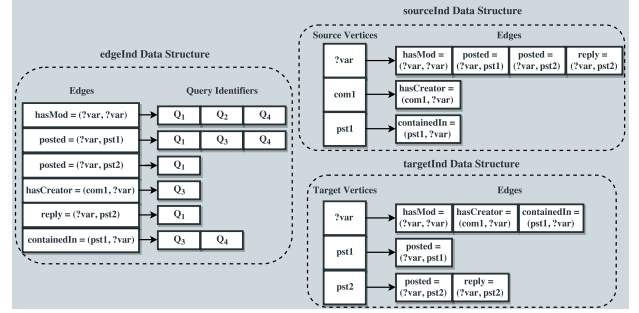 edgeInd Data Structure
Edges Query Identifiers
hasMod = (?var, ?var) Q1 Q2 Q4
posted = (?var, pst1) Q1 Q3 Q4
posted = (?var, pst2) Q1
hasCreator = (com1, ?var) Q3
reply = (?var, pst2) Q1
containedIn = (pst1, ?var) Q3 Q4
sourceInd Data Structure
Source Vertices Edges
?var
hasMod = posted = posted = reply =
(?var, ?var) (?var, pst1) (?var, pst2) (?var, pst2)
com1
hasCreator =
(com1, ?var)
pst1
containedIn =
(pst1, ?var)
targetInd Data Structure
Target Vertices Edges
?var
hasMod = hasCreator = containedIn =
(?var, ?var) (com1, ?var) (pst1, ?var)
pst1
posted =
(?var, pst1)
pst2
posted = reply =
(?var, pst2) (?var, pst2)